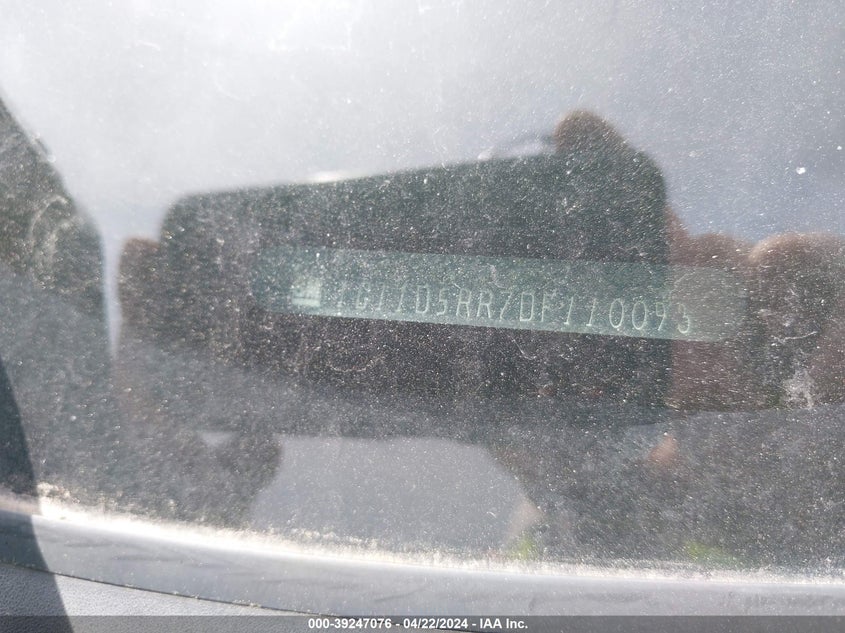 1G11D5RR7DF110093
000-39247076 - 04/22/2024 - IAA Inc.